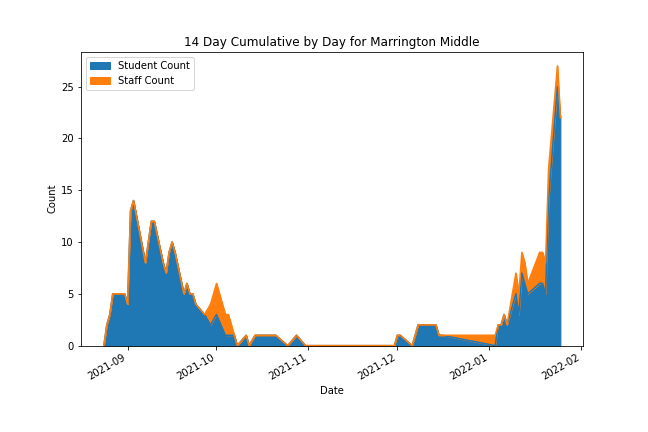 14 Day Cumulative by Day for Marrington Middle
Student Count
Staff Count
Count
25
20
15
10
5
0
2021-09
2021-10
2021-11
2021-12
2022-01
2022-02
Date